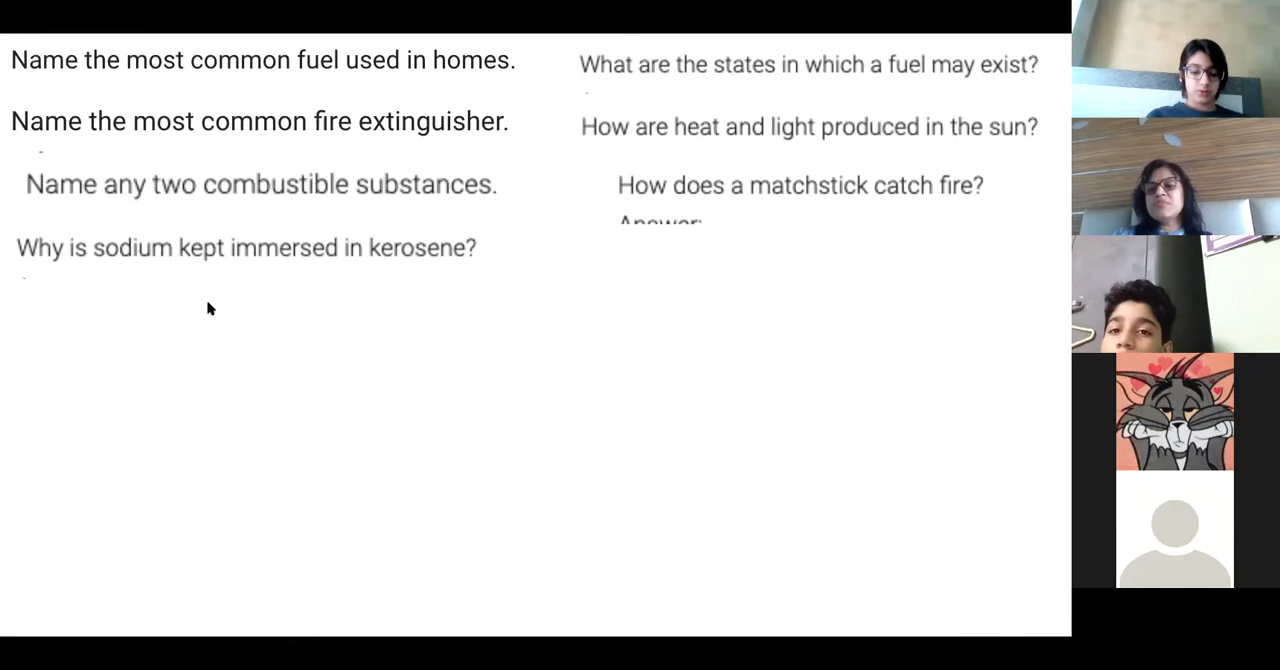 Name the most common fuel used in homes.
Name the most common fire extinguisher.
Name any two combustible substances.
Why is sodium kept immersed in kerosene?
What are the states in which a fuel may exist?
How are heat and light produced in the sun?
How does a matchstick catch fire?
Answer: